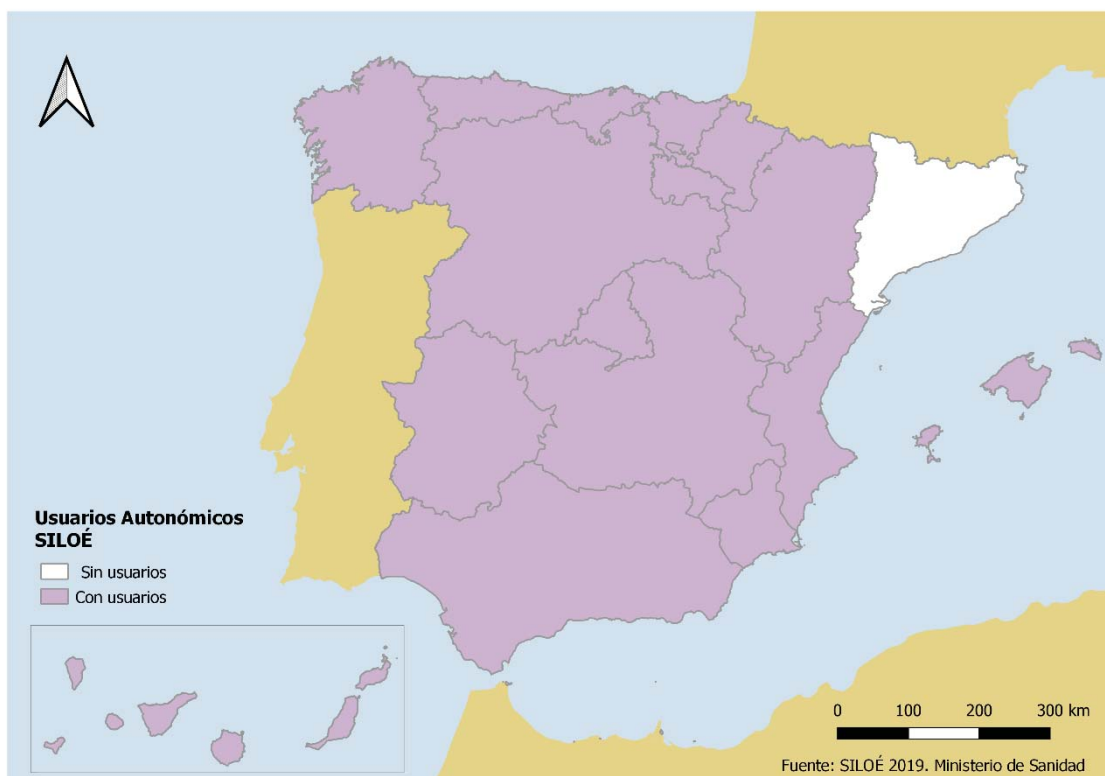 Usuarios Autonómicos
SILOÉ
Sin usuarios
Con usuarios
0 100 200 300 km
Fuente: SILOÉ 2019. Ministerio de Sanidad